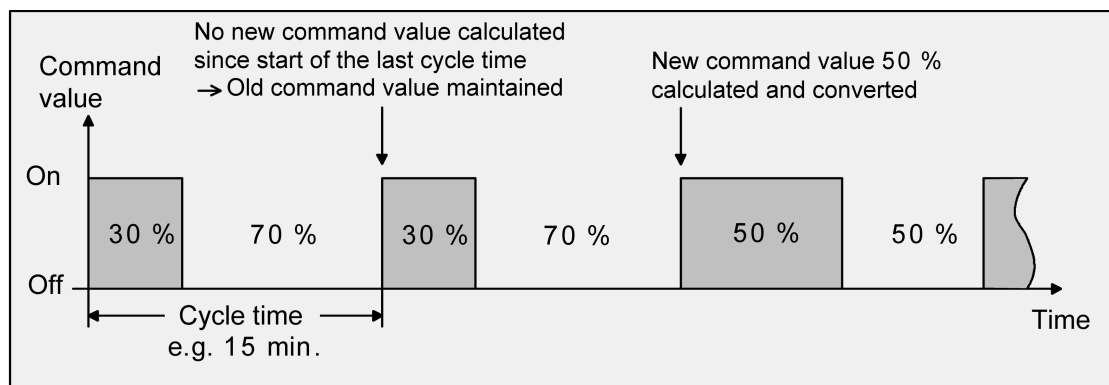 No new command value calculated
since start of the last cycle time
→ Old command value maintained
Command
value
New command value 50 %
calculated and converted
On
30 %
70 %
30 %
70 %
50 %
50 %
Off
Cycle time
e.g. 15 min.
Time